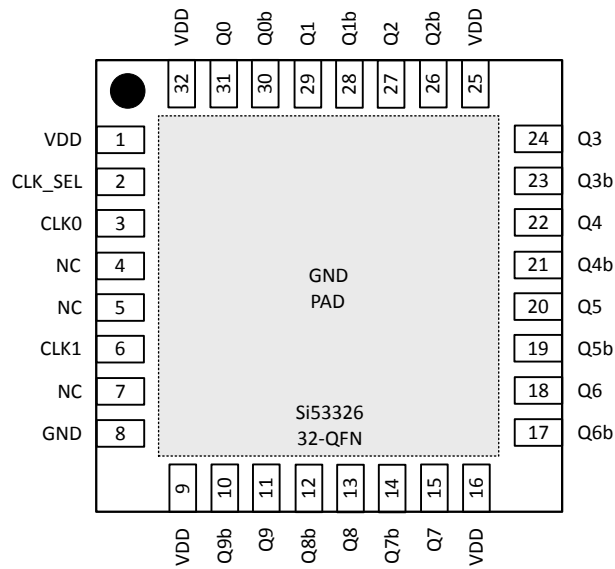 VDD Q0 Q0b Q1 Q1b Q2 Q2b VDD
32 31 30 29 28 27 26 25
VDD 1 24 Q3
CLK_SEL 2 23 Q3b
CLK0 3 22 Q4
NC 4 21 Q4b
GND
PAD
NC 5 20 Q5
CLK1 6 19 Q5b
NC 7 18 Q6
Si53326
32-QFN
GND 8 17 Q6b
9 10 11 12 13 14 15 16
VDD Q9b Q9 Q8b Q8 Q7b Q7 VDD